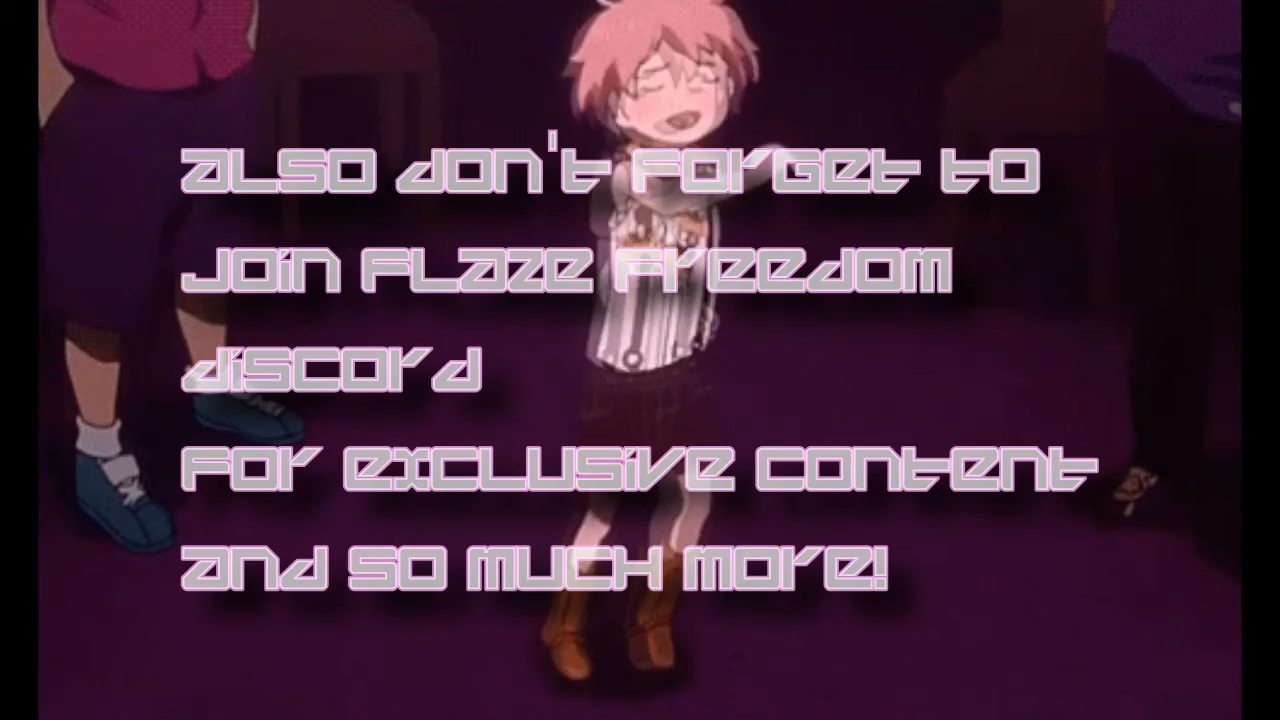 also don't forget to
join flaze freedom
discord
for exclusive content
and so much more!